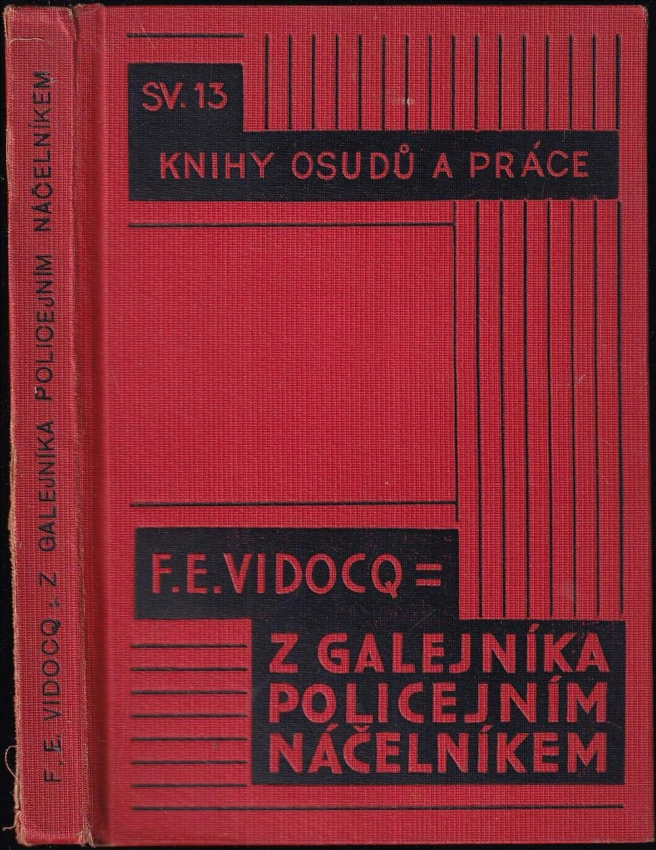 F. E. VIDOCQ : Z GALEJNÍKA POLICEJNÍM NÁČELNÍKEM
SV. 13
KNIHY OSUDŮ A PRÁCE
F. E. VIDOCQ =
Z GALEJNÍKA
POLICEJNÍM
NÁČELNÍKEM